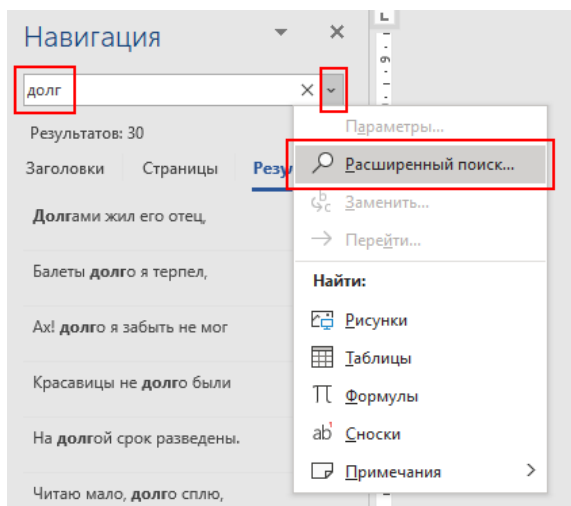 Навигация
долг
Результатов: 30
Заголовки Страницы Резу
Долгами жил его отец,
Балеты долго я терпел,
Ах! долго я забыть не мог
Красавицы не долго были
На долгой срок разведены.
Читаю мало, долго сплю,
Параметры...
Расширенный поиск...
Заменить...
Перейти...
Найти:
Рисунки
Таблицы
Формулы
Сноски
Примечания
L
6